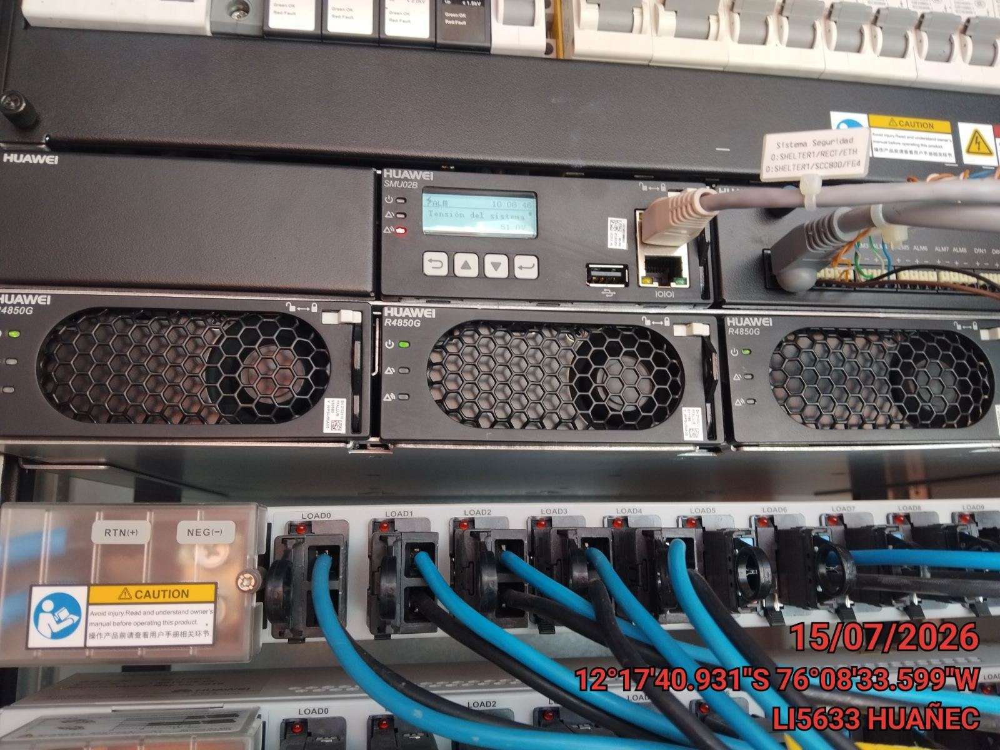 Green:OK
Red:Fault
Green:OK
Red:Fault
Green:OK
Red:Fault
Green:OK
Red:Fault
CAUTION
Avoid injury.Read and understand owner's
manual before operating this product.
操作产品前请查看用户手册相关环节
Sistema Seguridad
O:SHELTER1/RECT/ETH
D:SHELTER1/SCC800/FE4
HUAWEI
HUAWEI
SMU02B
ALM 10:08:46
Tensión del sistema
51.0V
ALM6 ALM7 ALM8 DIN1
HUAWEI
R4850G
HUAWEI
R4850G
HUAWEI
R4850G
LOAD0 LOAD1 LOAD2 LOAD3 LOAD4 LOAD5 LOAD6 LOAD7 LOAD8 LOAD9
RTN(+) NEG(-)
CAUTION
Avoid injury.Read and understand owner's
manual before operating this product.
操作产品前请查看用户手册相关环节
LOAD0 LOAD2
15/07/2026
12°17'40.931"S 76°08'33.599"W
LI5633 HUAÑEC